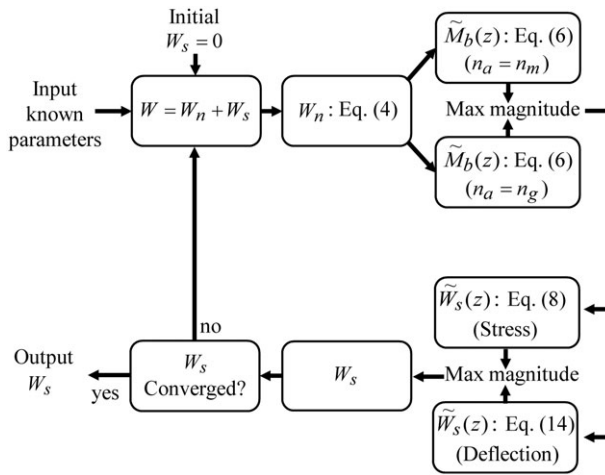 Initial
W_s = 0
Input
known
parameters
W = W_n + W_s
W_n : Eq. (4)
M̃_b(z) : Eq. (6)
(n_a = n_m)
Max magnitude
M̃_b(z) : Eq. (6)
(n_a = n_g)
W̃_s(z) : Eq. (8)
(Stress)
Max magnitude
W̃_s(z) : Eq. (14)
(Deflection)
W_s
no
W_s
Converged?
yes
Output
W_s